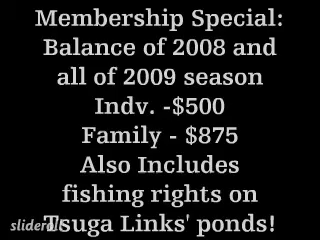 Membership Special:
Balance of 2008 and
all of 2009 season
Indv. -$500
Family - $875
Also Includes
fishing rights on
Tsuga Links' ponds!